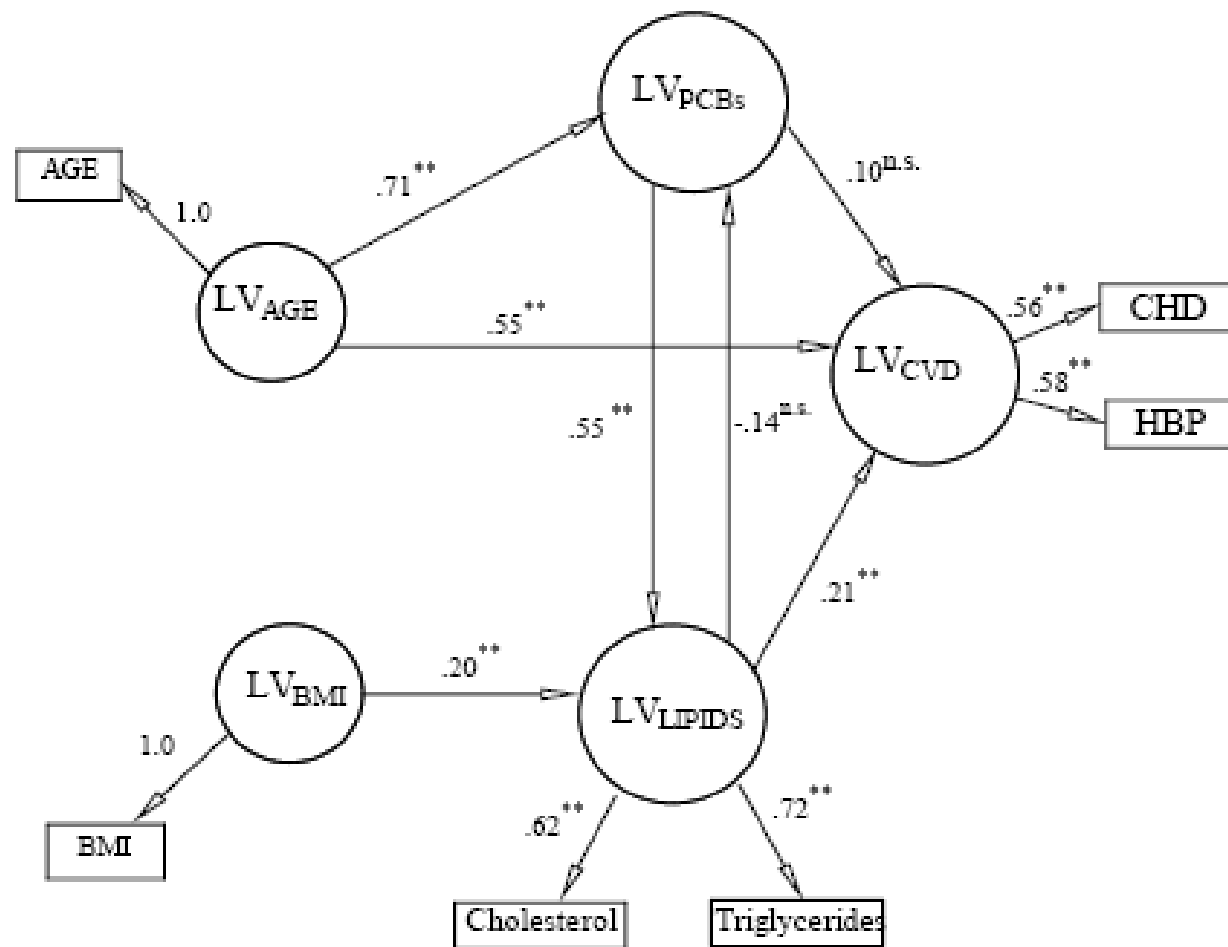 LVPCBs
AGE
.71**
.10n.s.
1.0
LVAGE
.56**
CHD
.55**
LVCVD
.58**
HBP
.55**
-.14n.s.
.21**
LVBMI
.20**
LVLIPIDS
1.0
.62**
.72**
BMI
Cholesterol
Triglycerides